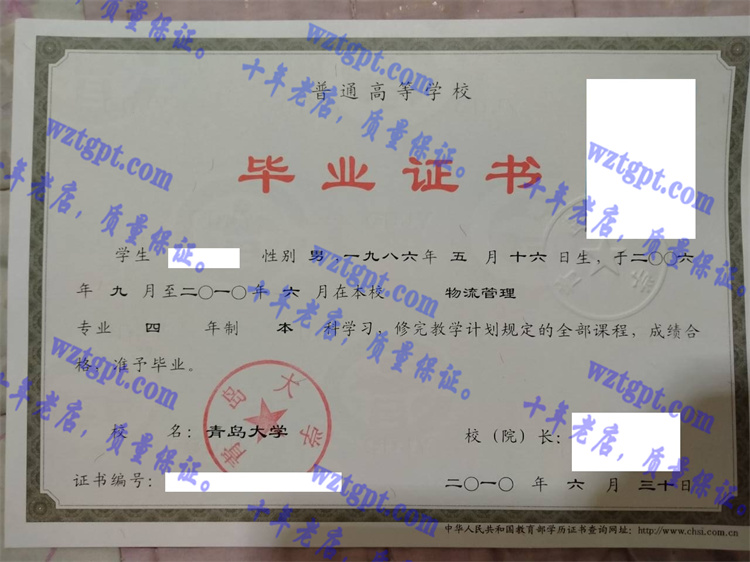 普通高等学校
毕业证书
学生 性别 男，一九八六年 五 月 十六 日生，于二〇〇六
年 九 月至二〇一〇年 六 月在本校 物流管理
专业 四 年制 本 科学习，修完教学计划规定的全部课程，成绩合
格，准予毕业。
校 名：青岛大学 校（院）长：
青岛大学
证书编号： 二〇一〇 年 六 月 三十日
中华人民共和国教育部学历证书查询网址：http://www.chsi.com.cn
wztgpt.com
十年老店，质量保证。